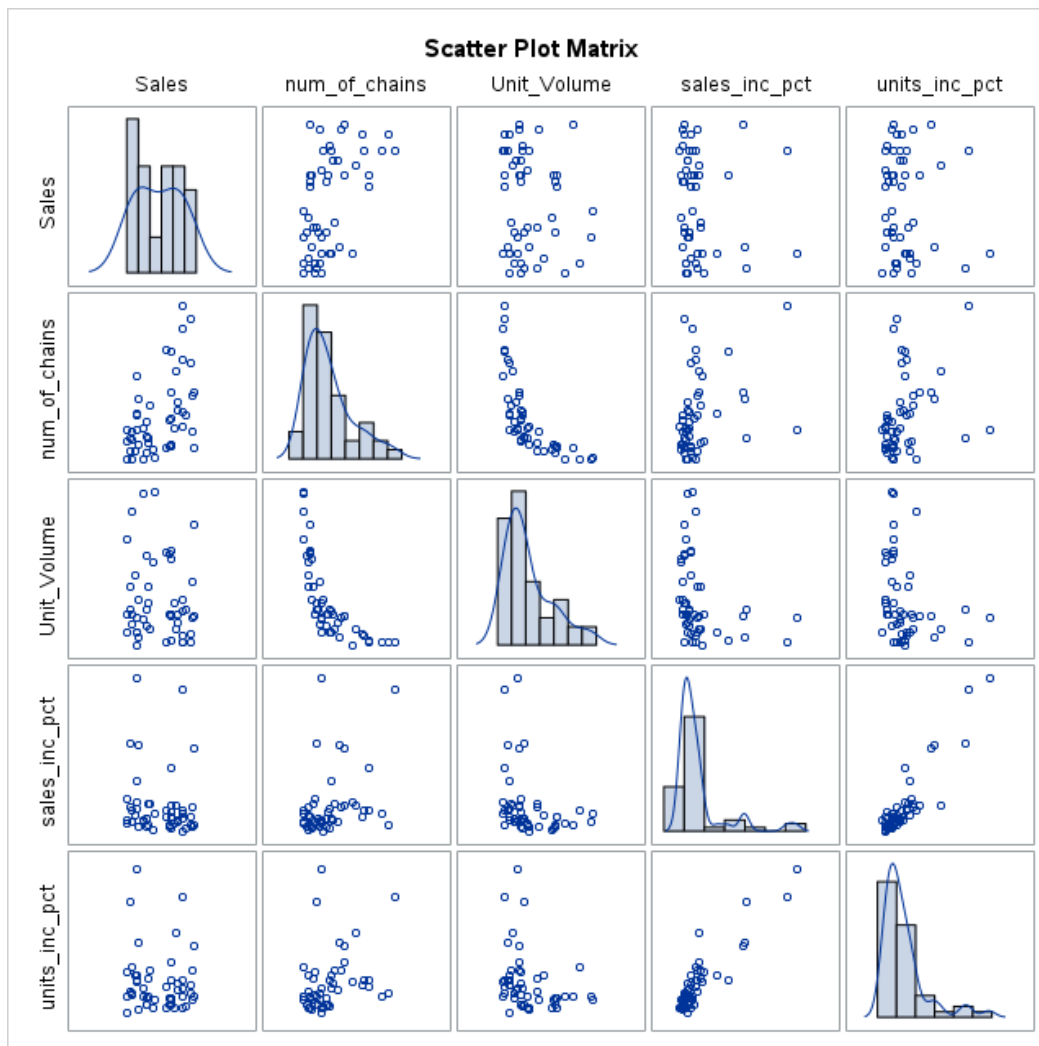 Scatter Plot Matrix
Sales num_of_chains Unit_Volume sales_inc_pct units_inc_pct
Sales
num_of_chains
Unit_Volume
sales_inc_pct
units_inc_pct